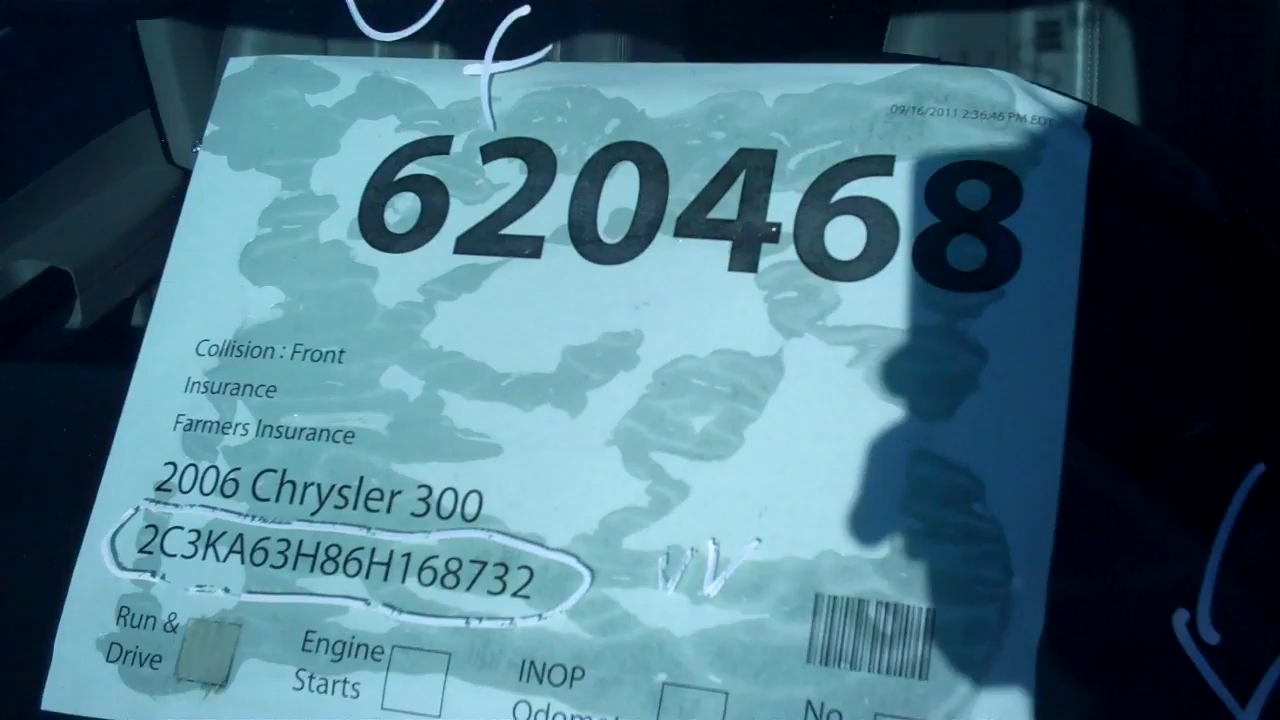 09/16/2011 2:36:46 PM EDT
620468
Collision : Front
Insurance
Farmers Insurance
2006 Chrysler 300
2C3KA63H86H168732
Run &
Drive
Engine
Starts
INOP
No